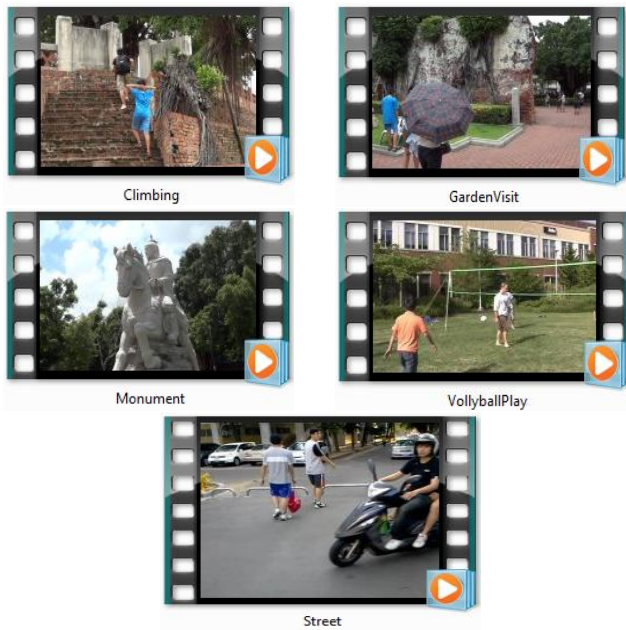 Climbing
GardenVisit
Monument
VollyballPlay
Street